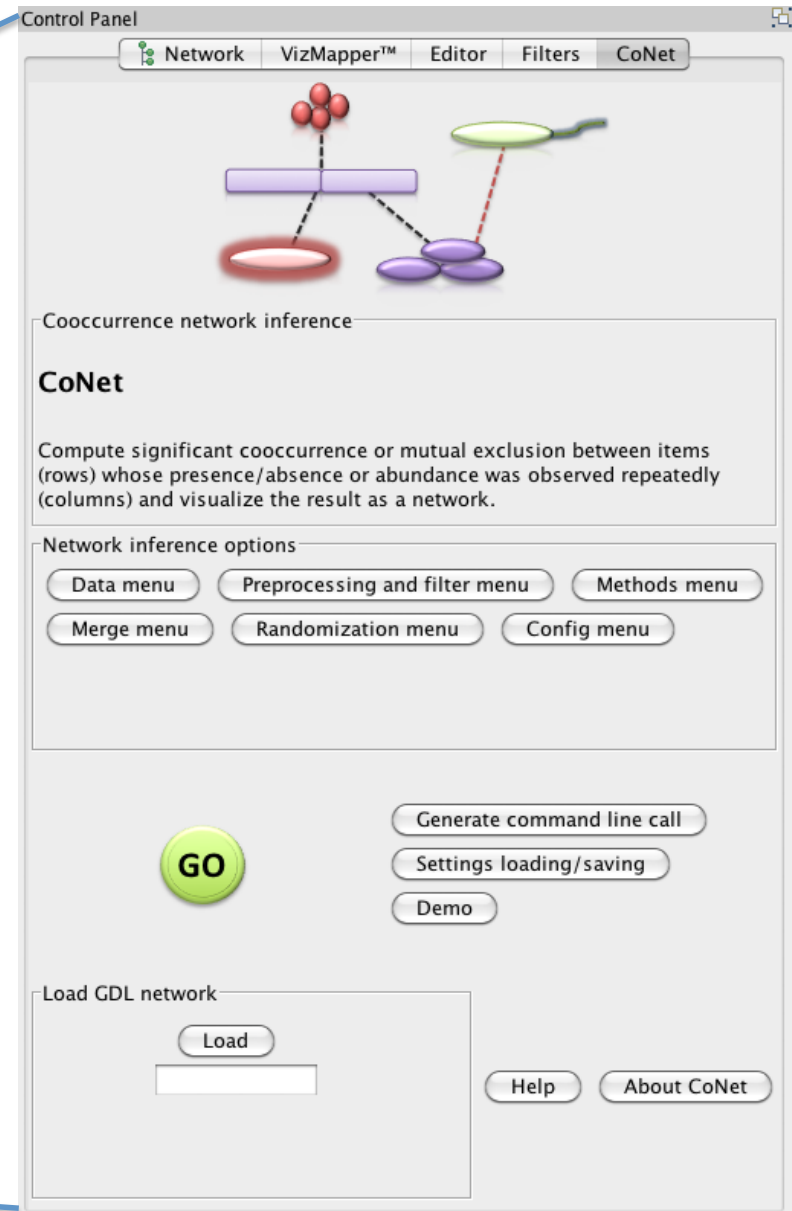 Control Panel
Network VizMapper™ Editor Filters CoNet
Cooccurrence network inference
CoNet
Compute significant cooccurrence or mutual exclusion between items
(rows) whose presence/absence or abundance was observed repeatedly
(columns) and visualize the result as a network.
Network inference options
Data menu Preprocessing and filter menu Methods menu
Merge menu Randomization menu Config menu
Generate command line call
GO Settings loading/saving
Demo
Load GDL network
Load
Help About CoNet